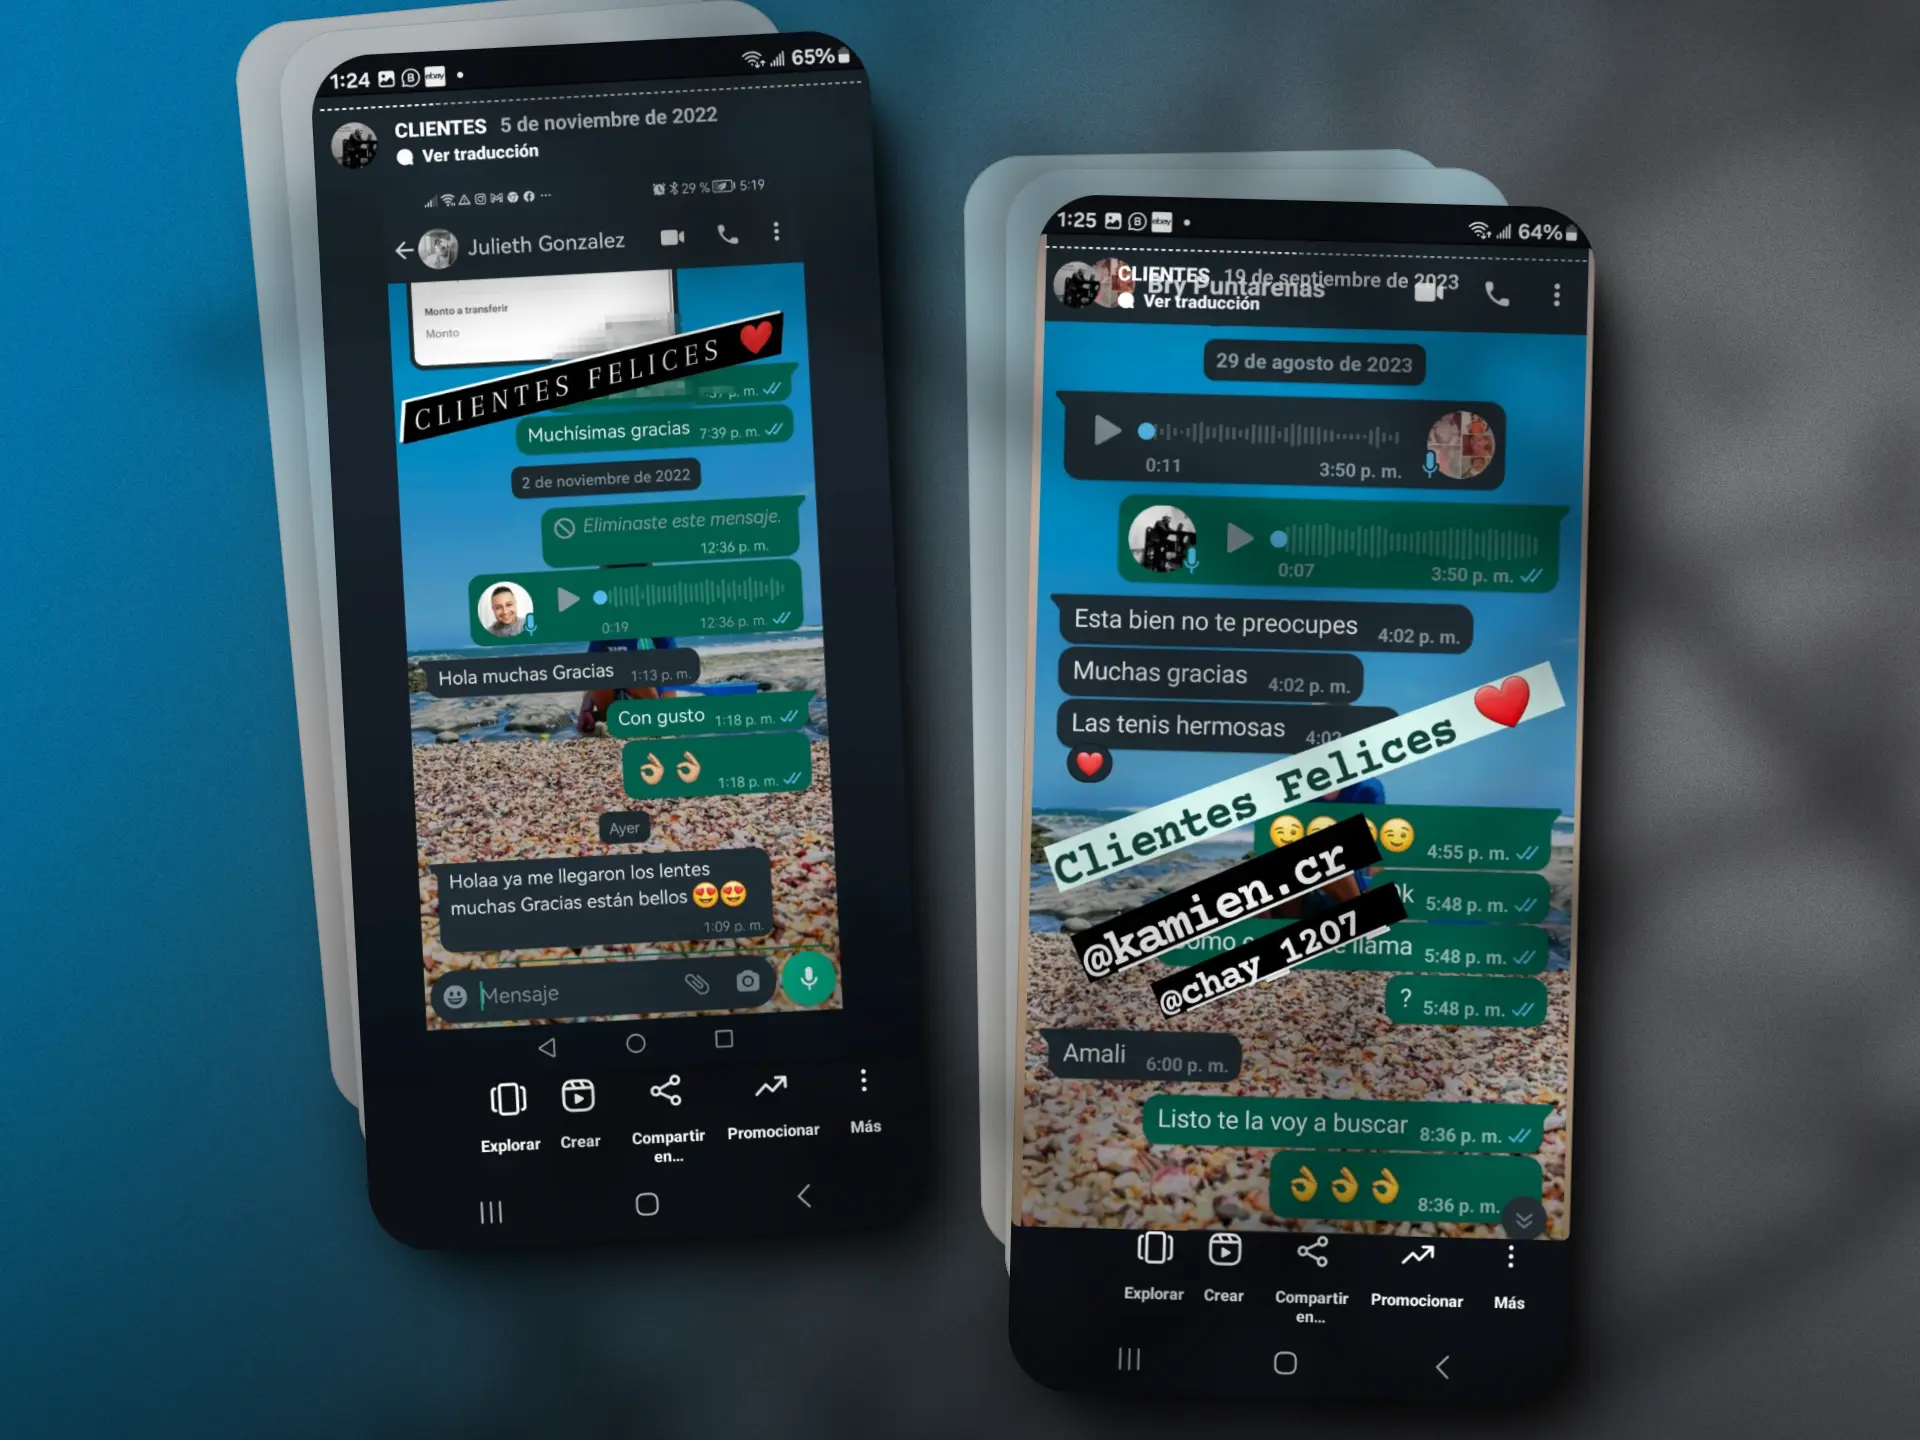 1:24
65%
CLIENTES 5 de noviembre de 2022
Ver traducción
29 % 5:19
Julieth Gonzalez
Monto a transferir
Monto
CLIENTES FELICES ❤️
Muchísimas gracias 7:39 p. m.
2 de noviembre de 2022
Eliminaste este mensaje.
12:36 p. m.
0:19 12:36 p. m.
Hola muchas Gracias 1:13 p. m.
Con gusto 1:18 p. m.
👌🏼👌🏼 1:18 p. m.
Ayer
Holaa ya me llegaron los lentes
muchas Gracias están bellos 😍😍
1:09 p. m.
Mensaje
Explorar
Crear
Compartir
en...
Promocionar
Más
1:25
ebay
64%
CLIENTES 19 de septiembre de 2023
Bry Puntarenas
Ver traducción
29 de agosto de 2023
0:11 3:50 p. m.
0:07 3:50 p. m.
Esta bien no te preocupes 4:02 p. m.
Muchas gracias 4:02 p. m.
Las tenis hermosas 4:02
❤️
Clientes Felices ❤️
4:55 p. m.
@kamien.cr
5:48 p. m.
@chay_1207
llama 5:48 p. m.
? 5:48 p. m.
Amali 6:00 p. m.
Listo te la voy a buscar 8:36 p. m.
👌👌👌 8:36 p. m.
Explorar
Crear
Compartir
en...
Promocionar
Más